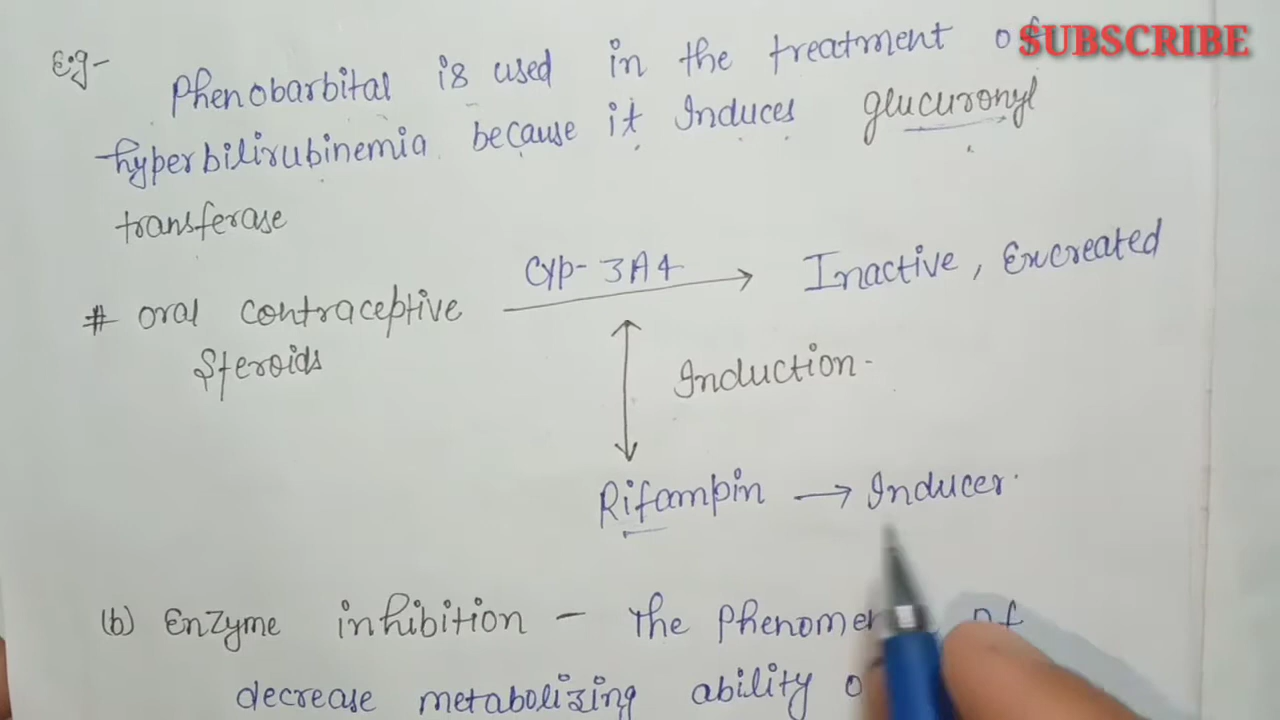 SUBSCRIBE
E.g- Phenobarbital is used in the treatment of
hyperbilirubinemia because it Induces glucuronyl
transferase
# oral contraceptive
CYP-3A4
Inactive, Excreated
Steroids
Induction-
Rifampin → Inducer.
(b) Enzyme inhibition - The
decrease metabolizing ability